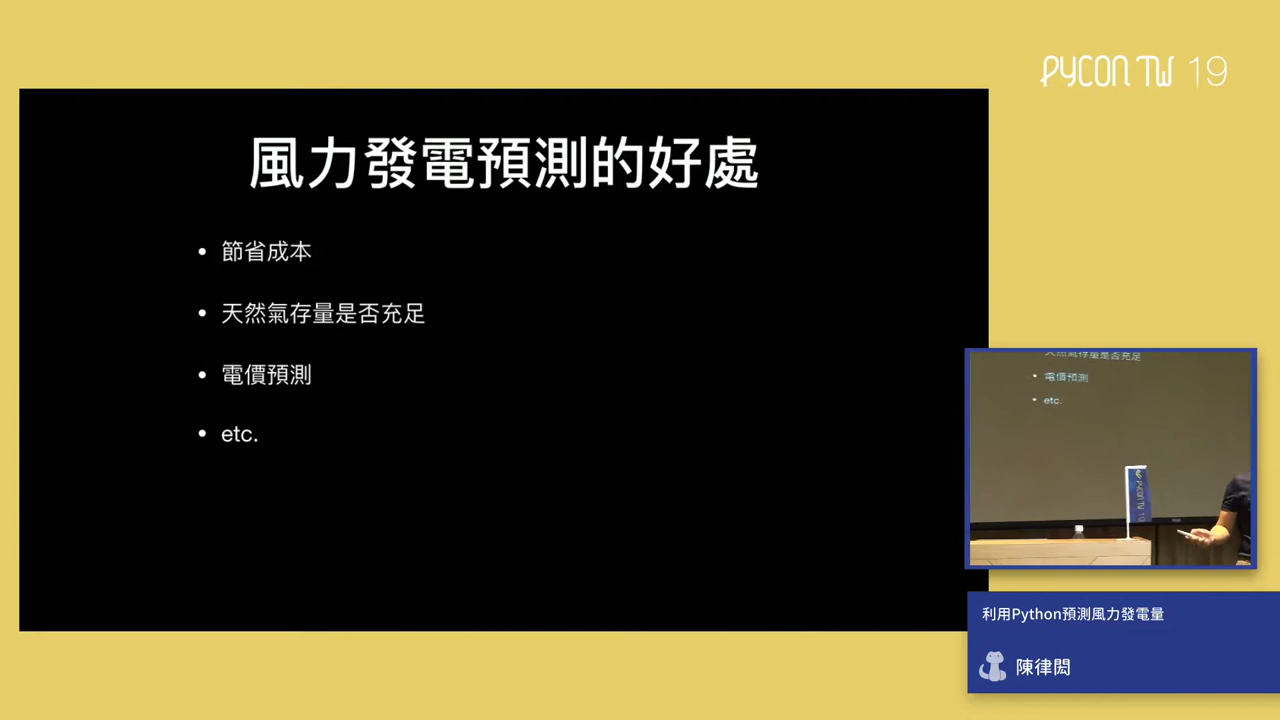 PYCON TW 19
風力發電預測的好處
• 節省成本
• 天然氣存量是否充足
• 電價預測
• etc.
天然氣存量是否充足
• 電價預測
• etc.
PYCON TW 19
利用Python預測風力發電量
陳律閎